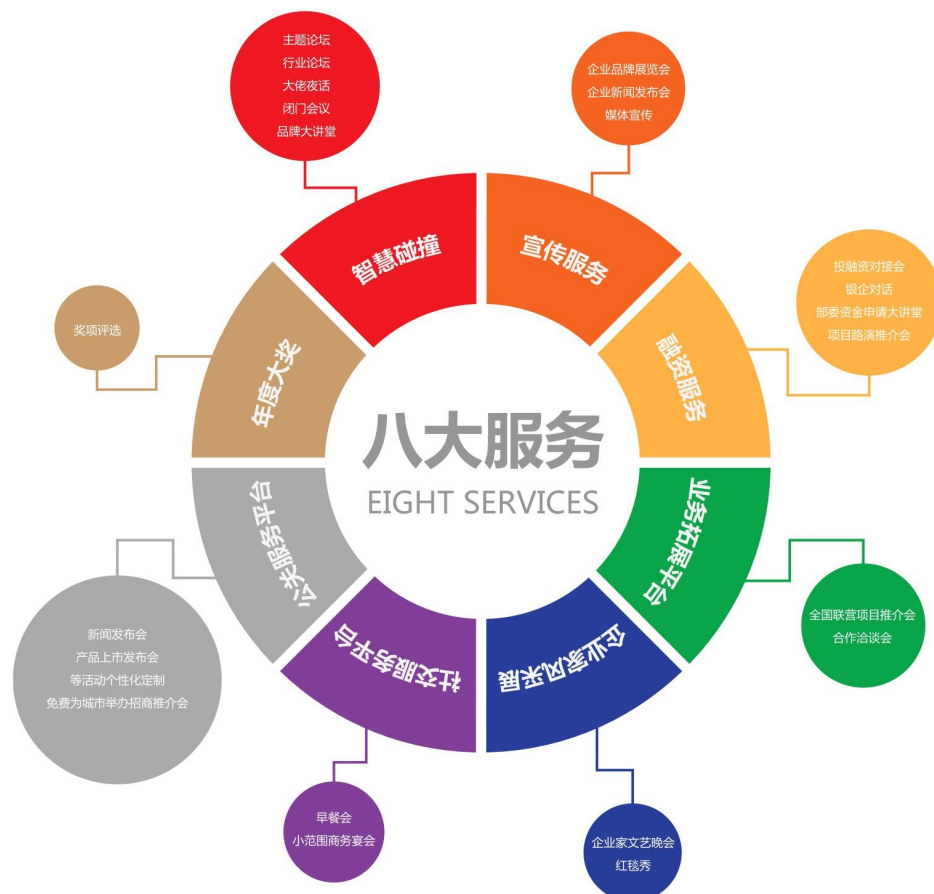 主题论坛
行业论坛
大佬夜话
闭门会议
品牌大讲堂
企业品牌展览会
企业新闻发布会
媒体宣传
智慧碰撞
宣传服务
投融资对接会
银企对话
部委资金申请大讲堂
项目路演推介会
奖项评选
年度大奖
融资服务
八大服务
EIGHT SERVICES
公关服务平台
业务拓展平台
全国联营项目推介会
合作洽谈会
新闻发布会
产品上市发布会
等活动个性化定制
免费为城市举办招商推介会
社交服务平台
企业家风采展
早餐会
小范围商务宴会
企业家文艺晚会
红毯秀